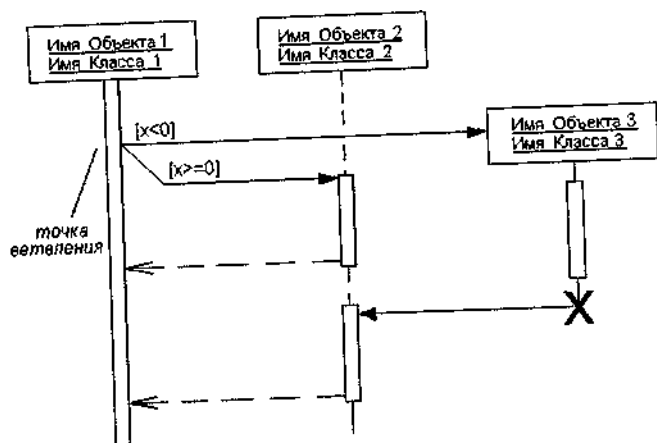 Имя Объекта 1
Имя Класса 1
Имя Объекта 2
Имя Класса 2
Имя Объекта 3
Имя Класса 3
[x<0]
[x>=0]
точка
ветвления